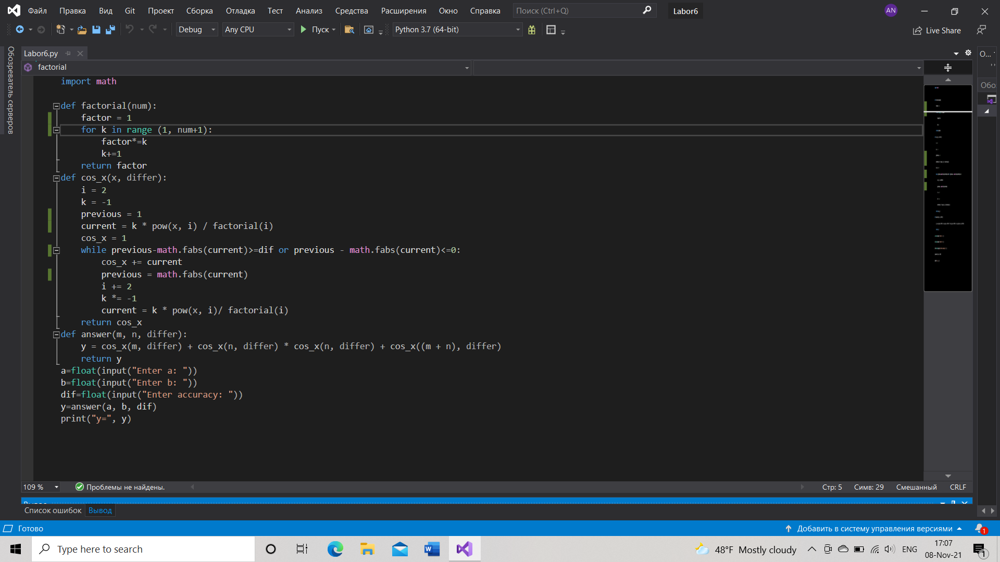 Файл Правка Вид Git Проект Сборка Отладка Тест Анализ Средства Расширения Окно Справка Поиск (Ctrl+Q) Labor6 AN
Debug Any CPU Пуск Python 3.7 (64-bit) Live Share
Обозреватель серверов
Labor6.py О...
factorial
Обо
import math
def factorial(num):
factor = 1
for k in range (1, num+1):
factor*=k
k+=1
return factor
def cos_x(x, differ):
i = 2
k = -1
previous = 1
current = k * pow(x, i) / factorial(i)
cos_x = 1
while previous-math.fabs(current)>=dif or previous - math.fabs(current)<=0:
cos_x += current
previous = math.fabs(current)
i += 2
k *= -1
current = k * pow(x, i)/ factorial(i)
return cos_x
def answer(m, n, differ):
y = cos_x(m, differ) + cos_x(n, differ) * cos_x(n, differ) + cos_x((m + n), differ)
return y
a=float(input("Enter a: "))
b=float(input("Enter b: "))
dif=float(input("Enter accuracy: "))
y=answer(a, b, dif)
print("y=", y)
109 % Проблемы не найдены. Стр: 5 Симв: 29 Смешанный CRLF
Список ошибок Вывод
Готово Добавить в систему управления версиями 1
Type here to search 48°F Mostly cloudy ENG 17:07
08-Nov-21 1